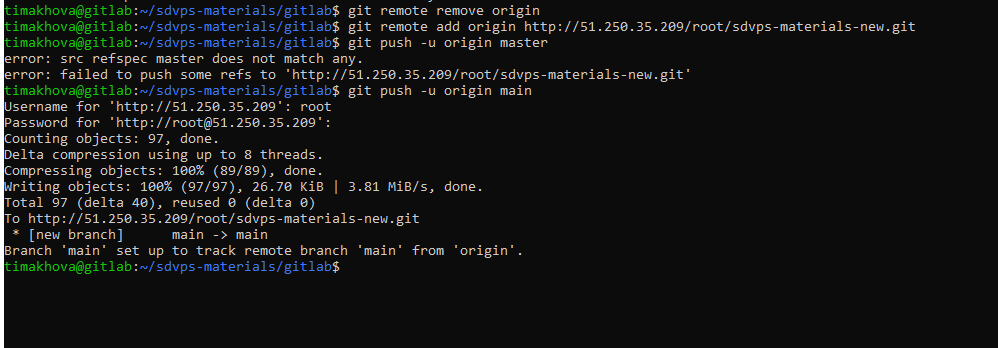 timakhova@gitlab:~/sdvps-materials/gitlab$ git remote remove origin
timakhova@gitlab:~/sdvps-materials/gitlab$ git remote add origin http://51.250.35.209/root/sdvps-materials-new.git
timakhova@gitlab:~/sdvps-materials/gitlab$ git push -u origin master
error: src refspec master does not match any.
error: failed to push some refs to 'http://51.250.35.209/root/sdvps-materials-new.git'
timakhova@gitlab:~/sdvps-materials/gitlab$ git push -u origin main
Username for 'http://51.250.35.209': root
Password for 'http://root@51.250.35.209':
Counting objects: 97, done.
Delta compression using up to 8 threads.
Compressing objects: 100% (89/89), done.
Writing objects: 100% (97/97), 26.70 KiB | 3.81 MiB/s, done.
Total 97 (delta 40), reused 0 (delta 0)
To http://51.250.35.209/root/sdvps-materials-new.git
 * [new branch]      main -> main
Branch 'main' set up to track remote branch 'main' from 'origin'.
timakhova@gitlab:~/sdvps-materials/gitlab$